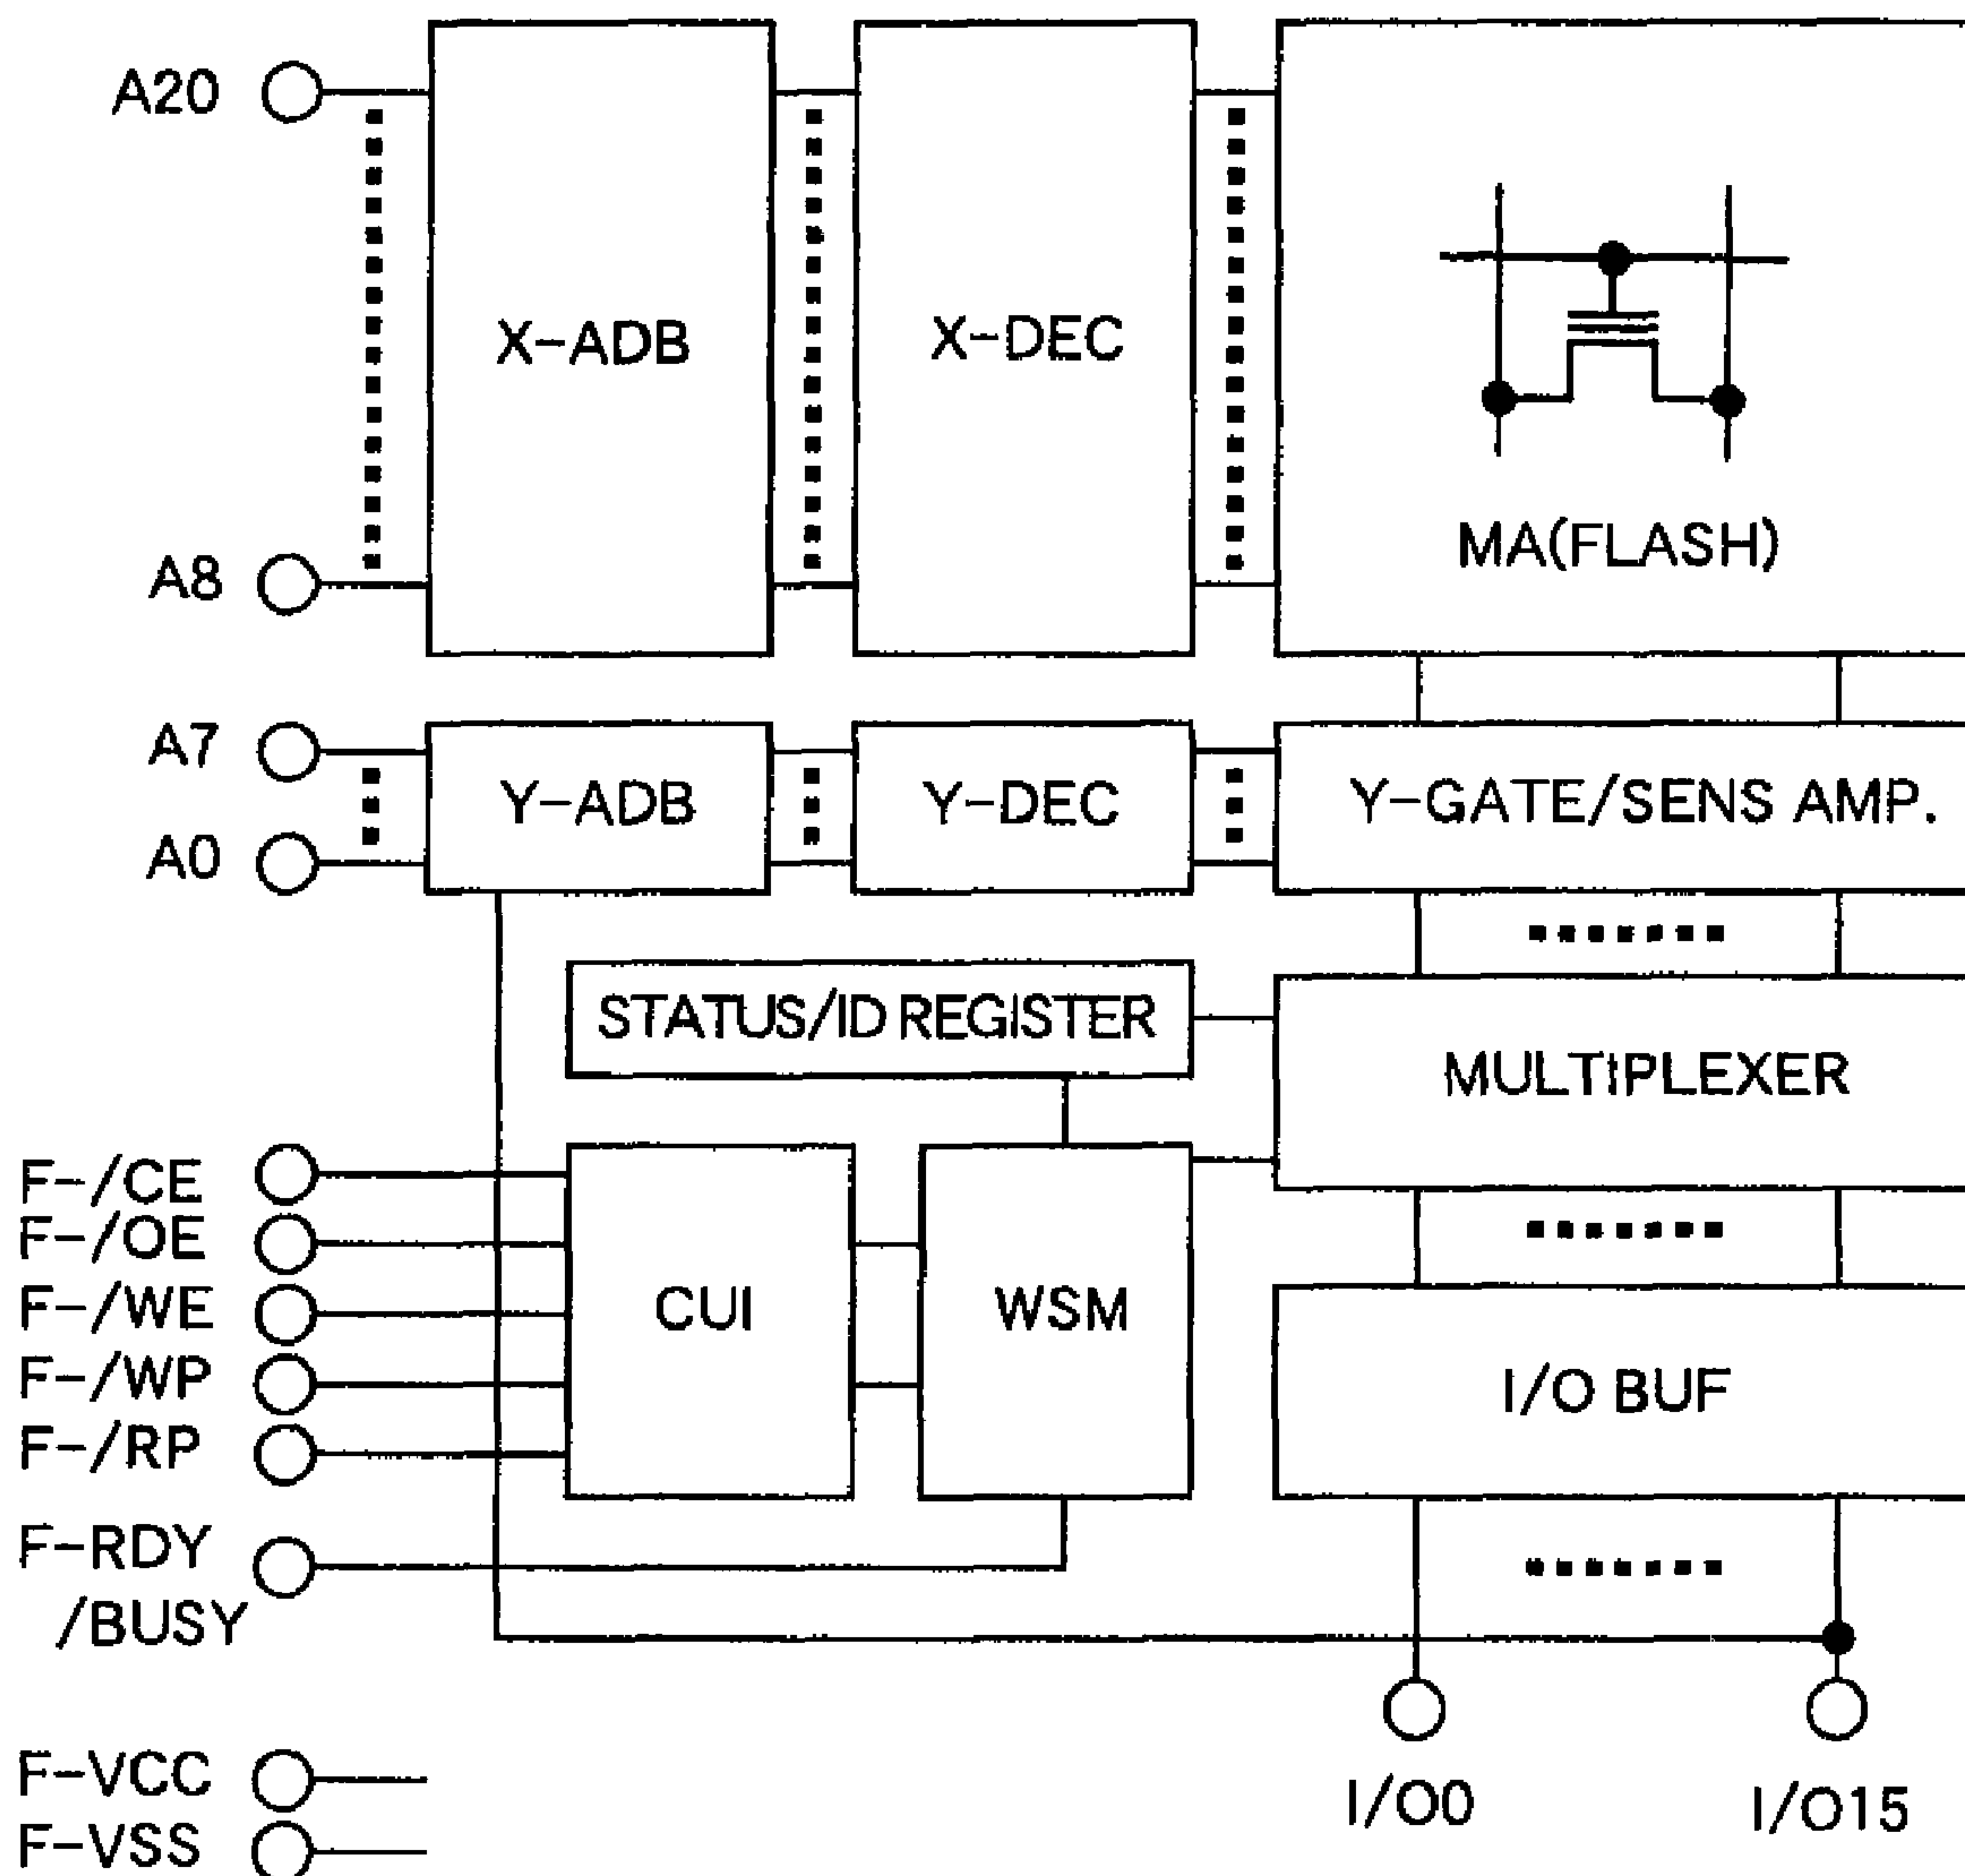 A20
X-ADB
X-DEC
MA(FLASH)
A8
A7
Y-ADB
Y-DEC
Y-GATE/SENS AMP.
A0
STATUS/ID REGISTER
MULTIPLEXER
F-/CE
F-/OE
F-/WE
CUI
WSM
F-/WP
I/O BUF
F-/RP
F-RDY
/BUSY
F-VCC
I/O0
I/O15
F-VSS